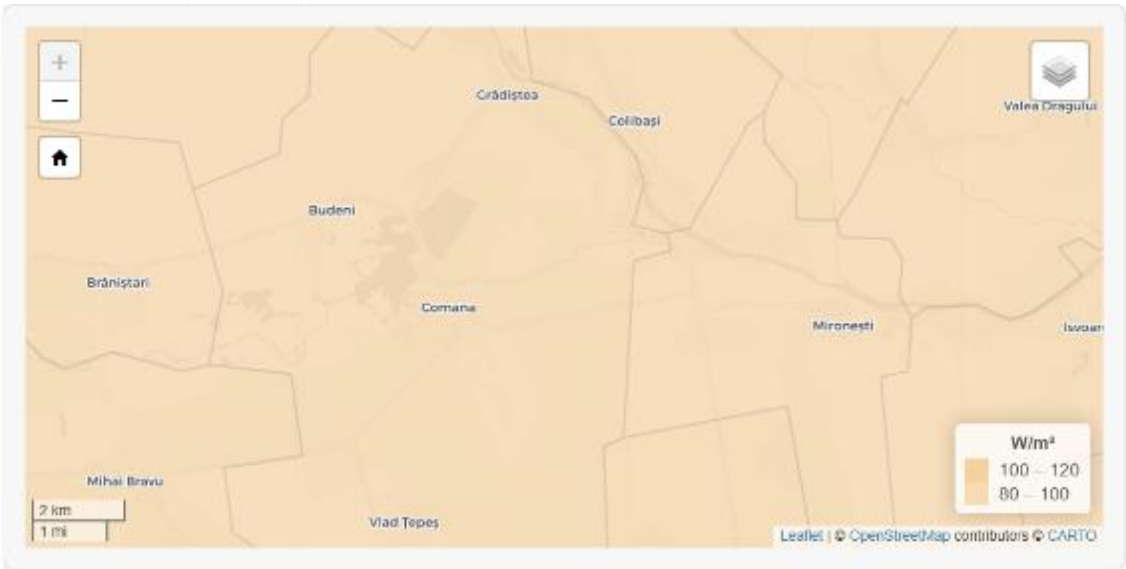 +
−
Grădiștea
Colibași
Valea Dragului
Budeni
Brăniștari
Comana
Mironești
Isvoar
W/m²
100 – 120
80 – 100
Mihai Bravu
2 km
1 mi
Vlad Țepeș
Leaflet | © OpenStreetMap contributors © CARTO